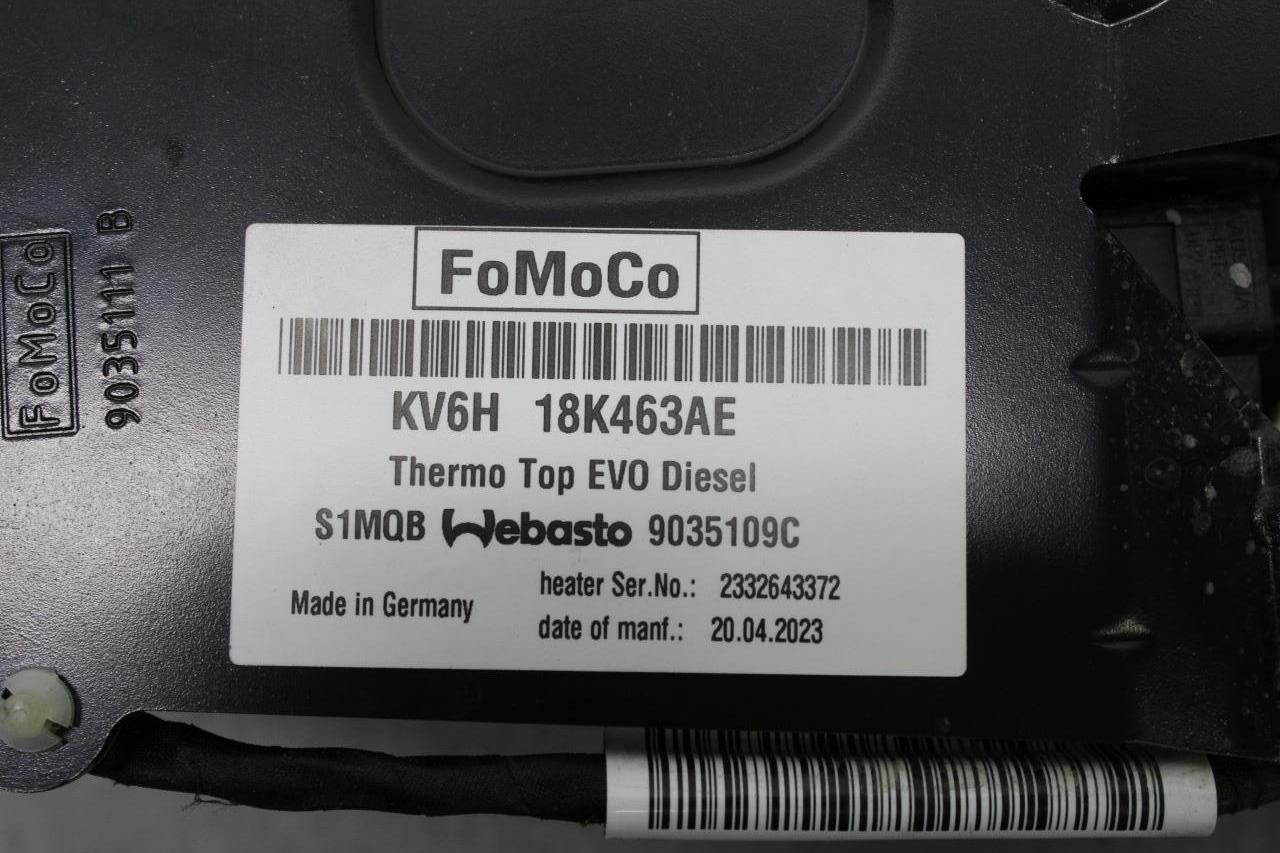 FoMoCo
KV6H 18K463AE
Thermo Top EVO Diesel
S1MQB Webasto 9035109C
heater Ser.No.: 2332643372
Made in Germany
date of manf.: 20.04.2023
FoMoCo
9035111 B